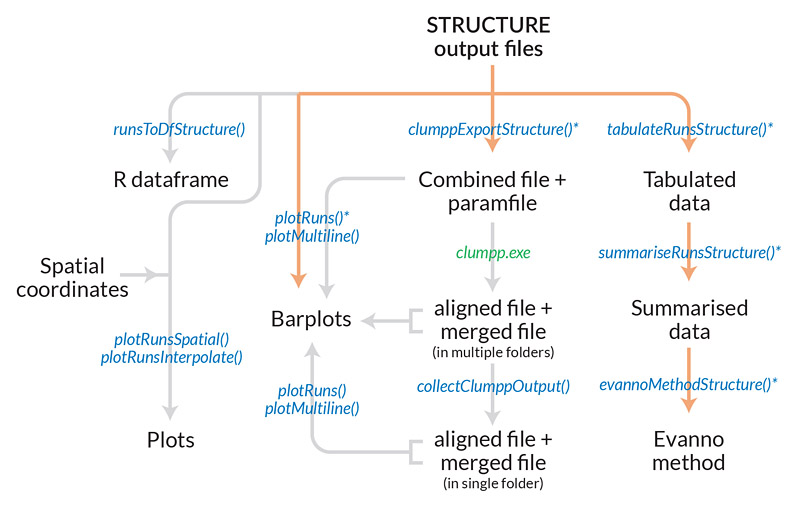 STRUCTURE
output files
runsToDfStructure()
clumppExportStructure()*
tabulateRunsStructure()*
R dataframe
Combined file +
paramfile
Tabulated
data
plotRuns()*
plotMultiline()
clumpp.exe
summariseRunsStructure()*
Spatial
coordinates
Barplots
aligned file +
merged file
(in multiple folders)
Summarised
data
plotRunsSpatial()
plotRunsInterpolate()
plotRuns()
plotMultiline()
collectClumppOutput()
evannoMethodStructure()*
Plots
aligned file +
merged file
(in single folder)
Evanno
method